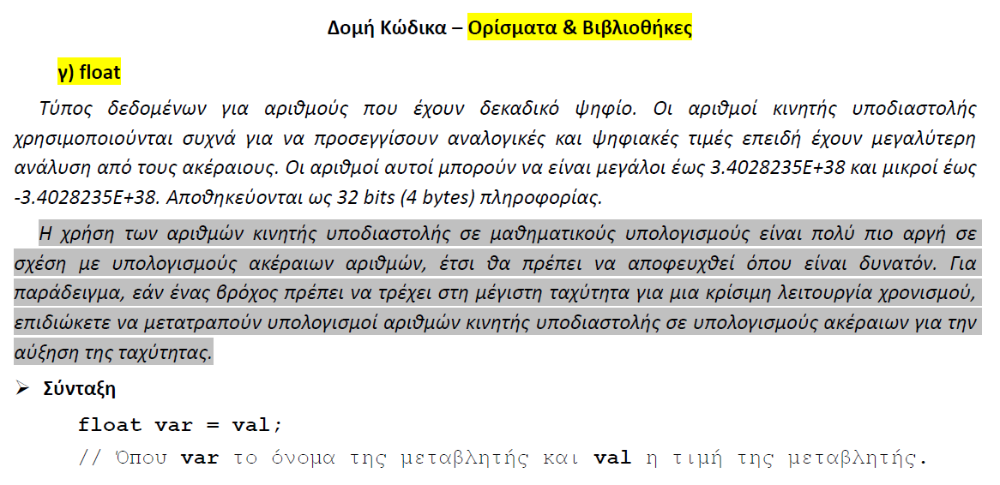 Δομή Κώδικα – Ορίσματα & Βιβλιοθήκες
γ) float
Τύπος δεδομένων για αριθμούς που έχουν δεκαδικό ψηφίο. Οι αριθμοί κινητής υποδιαστολής
χρησιμοποιούνται συχνά για να προσεγγίσουν αναλογικές και ψηφιακές τιμές επειδή έχουν μεγαλύτερη
ανάλυση από τους ακέραιους. Οι αριθμοί αυτοί μπορούν να είναι μεγάλοι έως 3.4028235E+38 και μικροί έως
-3.4028235E+38. Αποθηκεύονται ως 32 bits (4 bytes) πληροφορίας.
Η χρήση των αριθμών κινητής υποδιαστολής σε μαθηματικούς υπολογισμούς είναι πολύ πιο αργή σε
σχέση με υπολογισμούς ακέραιων αριθμών, έτσι θα πρέπει να αποφευχθεί όπου είναι δυνατόν. Για
παράδειγμα, εάν ένας βρόχος πρέπει να τρέχει στη μέγιστη ταχύτητα για μια κρίσιμη λειτουργία χρονισμού,
επιδιώκετε να μετατραπούν υπολογισμοί αριθμών κινητής υποδιαστολής σε υπολογισμούς ακέραιων για την
αύξηση της ταχύτητας.
➢ Σύνταξη
float var = val;
// Όπου var το όνομα της μεταβλητής και val η τιμή της μεταβλητής.